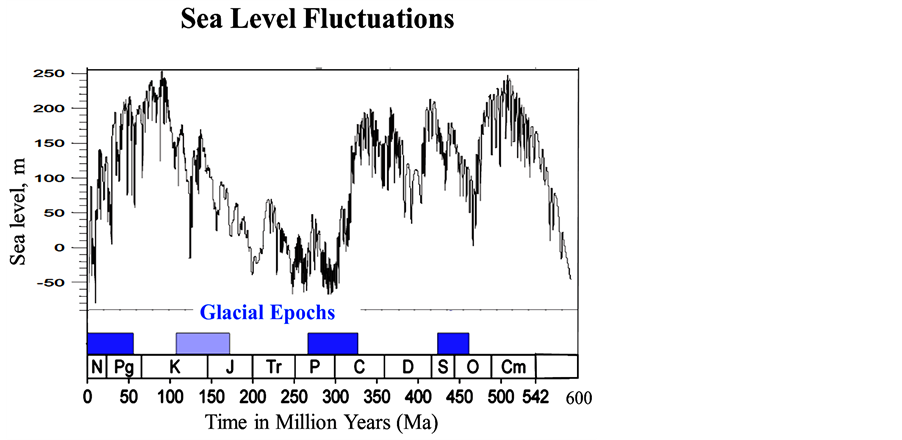 Sea Level Fluctuations
250
200
150
100
50
0
-50
Sea level, m
Glacial Epochs
N Pg K J Tr P C D S O Cm
0 50 100 150 200 250 300 350 400 450 500 542 600
Time in Million Years (Ma)